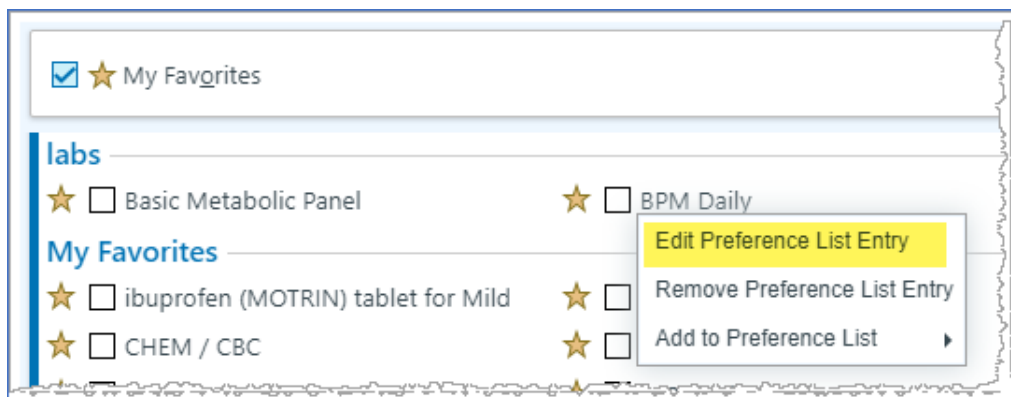 My Favorites
labs
Basic Metabolic Panel
BPM Daily
Edit Preference List Entry
My Favorites
Remove Preference List Entry
ibuprofen (MOTRIN) tablet for Mild
Add to Preference List
CHEM / CBC